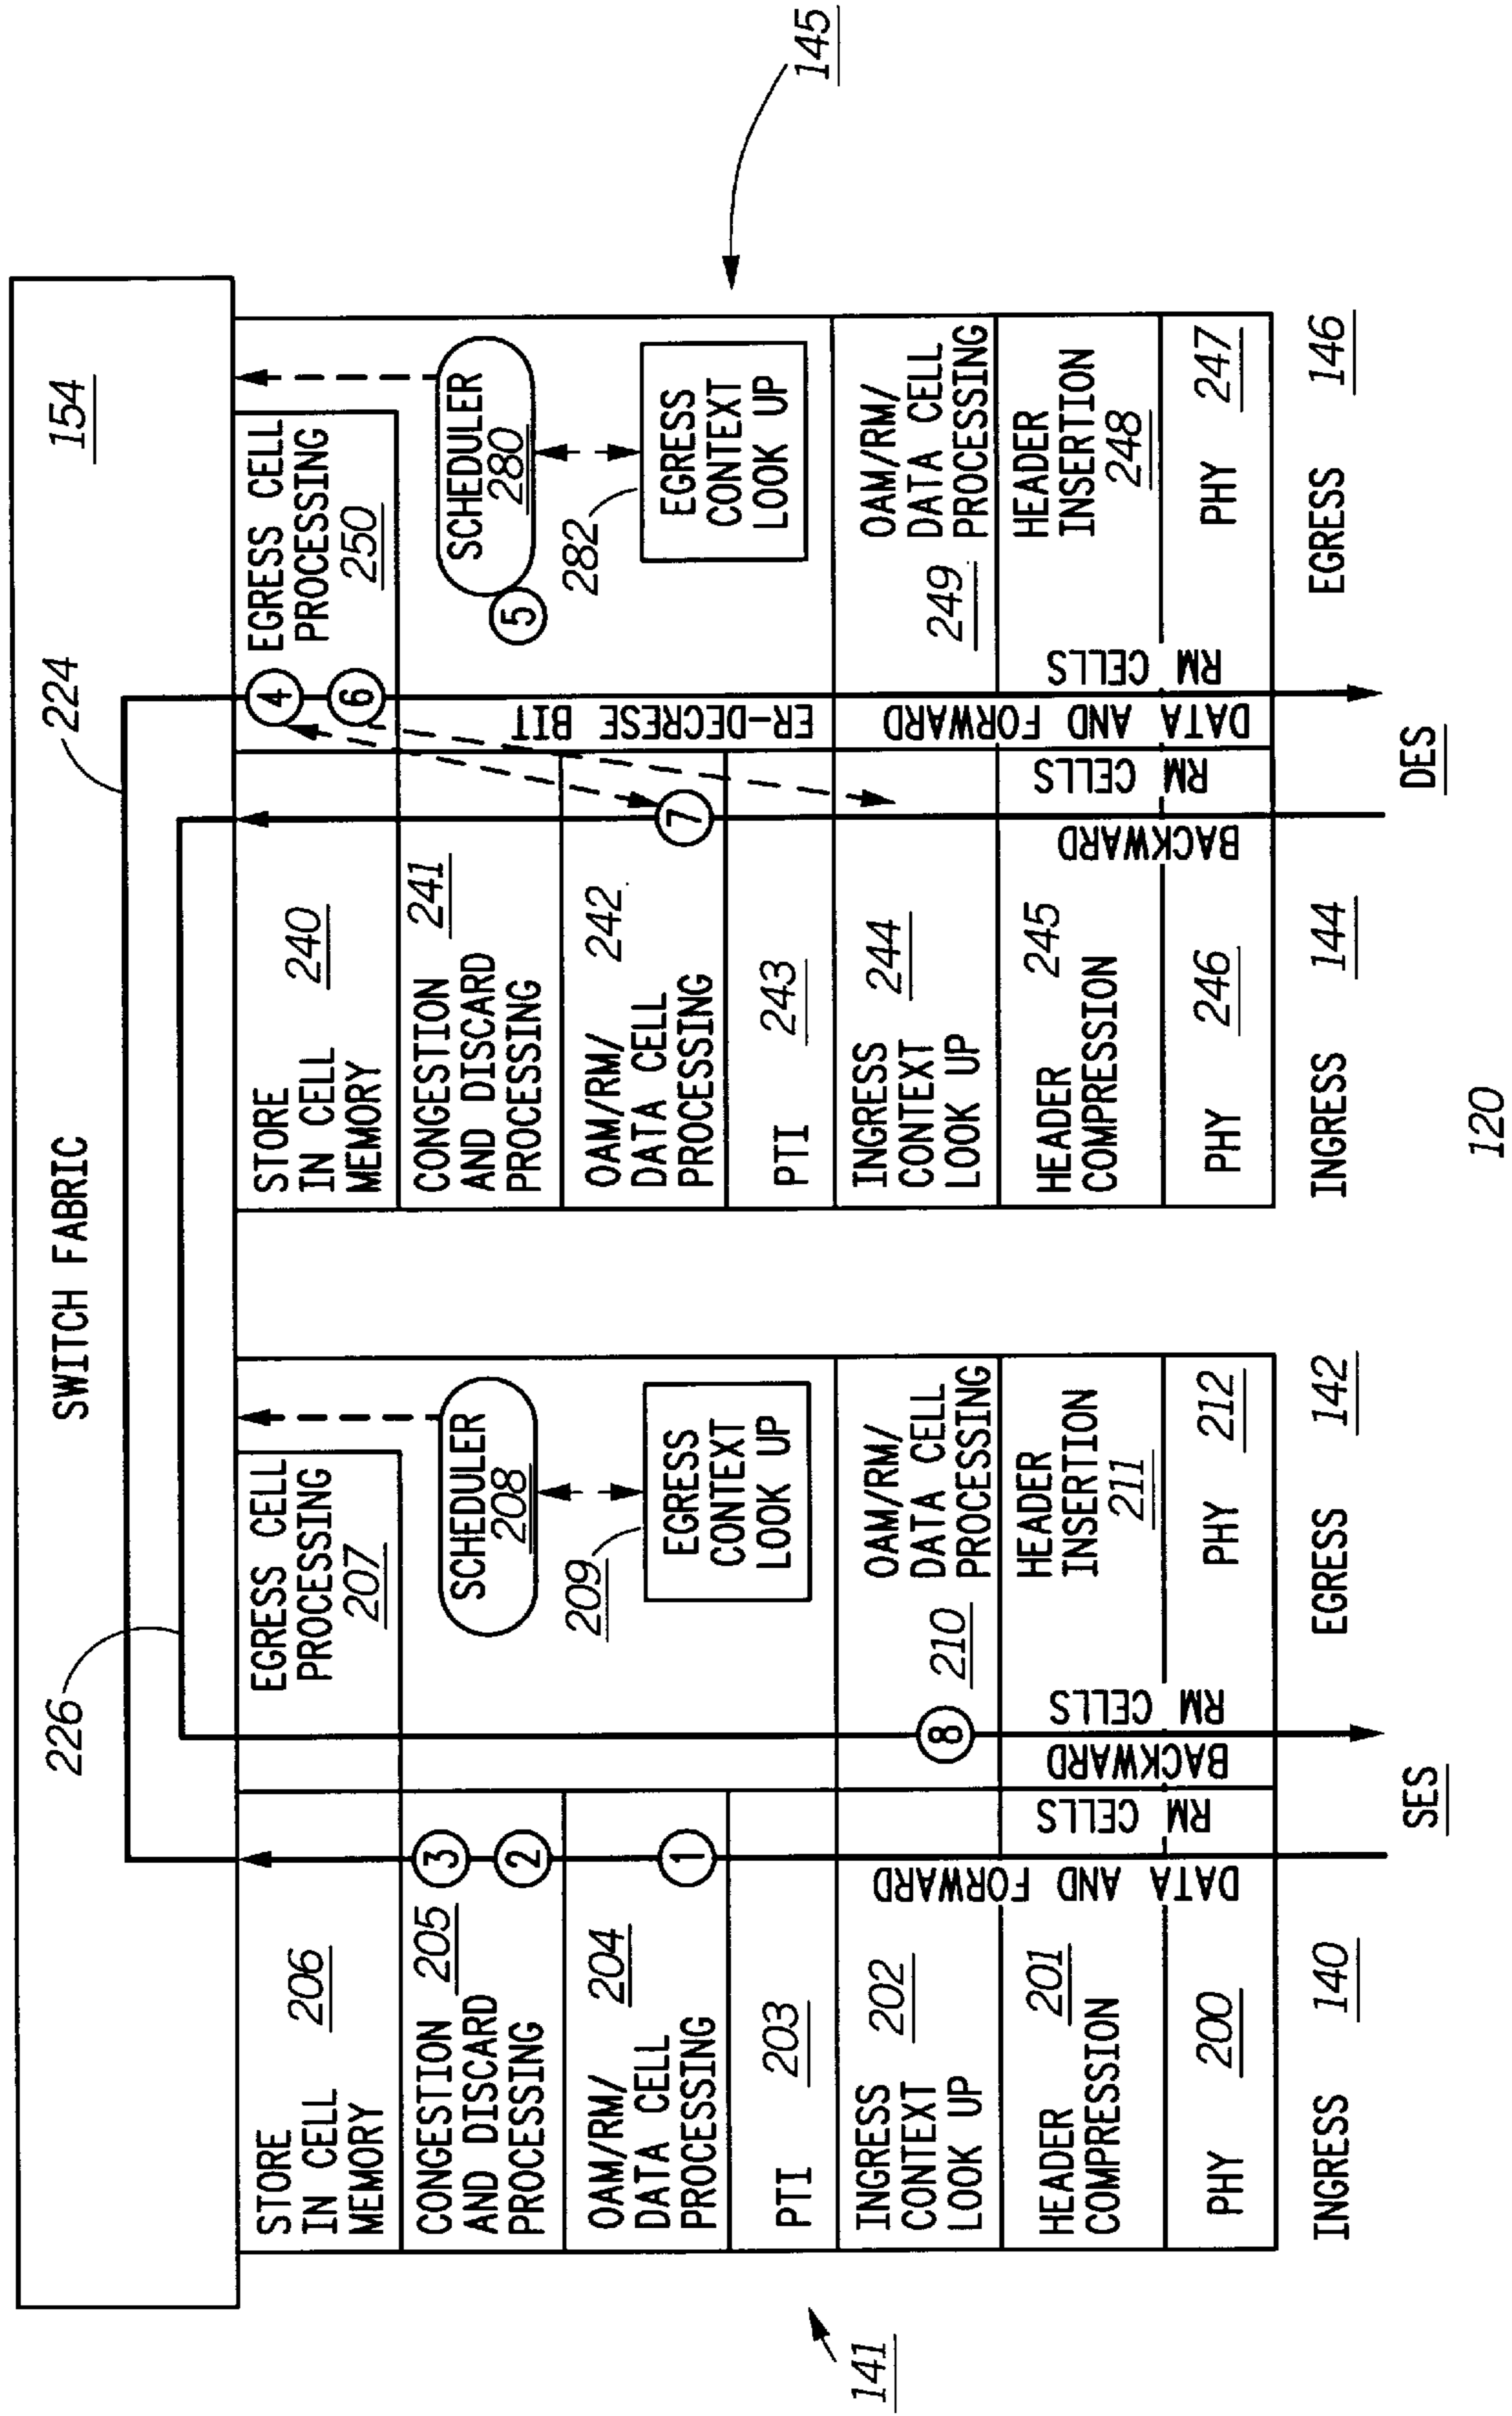 SWITCH FABRIC
154
226
224
STORE
IN CELL
MEMORY
206
CONGESTION
AND DISCARD
PROCESSING
205
OAM/RM/
DATA CELL
PROCESSING
204
PTI
203
INGRESS
CONTEXT
LOOK UP
202
HEADER
COMPRESSION
201
PHY
200
INGRESS
140
3
2
1
DATA AND FORWARD
RM CELLS
SES
EGRESS CELL
PROCESSING
207
SCHEDULER
208
209
EGRESS
CONTEXT
LOOK UP
OAM/RM/
DATA CELL
PROCESSING
210
8
BACKWARD
RM CELLS
HEADER
INSERTION
211
PHY
212
EGRESS
142
141
STORE
IN CELL
MEMORY
240
CONGESTION
AND DISCARD
PROCESSING
241
OAM/RM/
DATA CELL
PROCESSING
242
PTI
243
INGRESS
CONTEXT
LOOK UP
244
HEADER
COMPRESSION
245
PHY
246
INGRESS
144
7
BACKWARD
RM CELLS
DES
EGRESS CELL
PROCESSING
250
4
6
SCHEDULER
280
5
282
EGRESS
CONTEXT
LOOK UP
ER-DECRESE BIT
DATA AND FORWARD
RM CELLS
OAM/RM/
DATA CELL
PROCESSING
249
HEADER
INSERTION
248
PHY
247
EGRESS
146
145
120